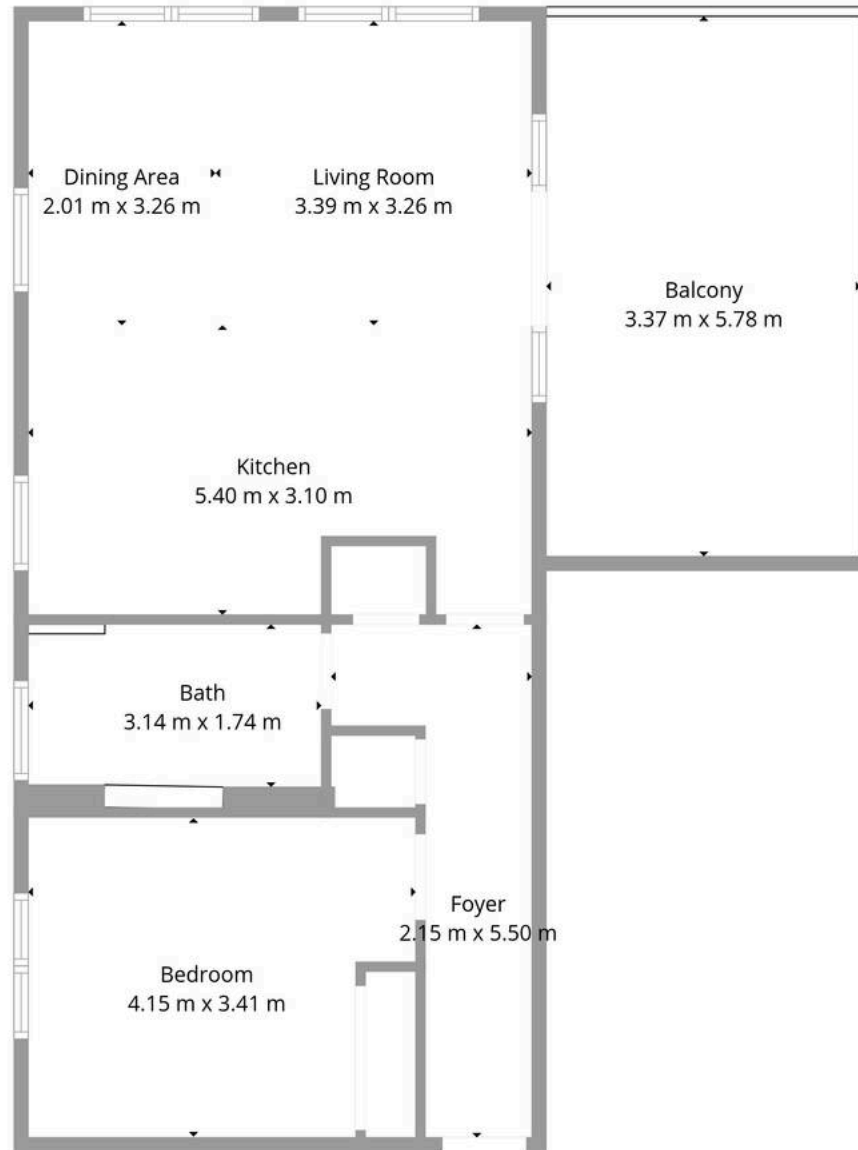 Dining Area
2.01 m x 3.26 m
Living Room
3.39 m x 3.26 m
Balcony
3.37 m x 5.78 m
Kitchen
5.40 m x 3.10 m
Bath
3.14 m x 1.74 m
Foyer
2.15 m x 5.50 m
Bedroom
4.15 m x 3.41 m